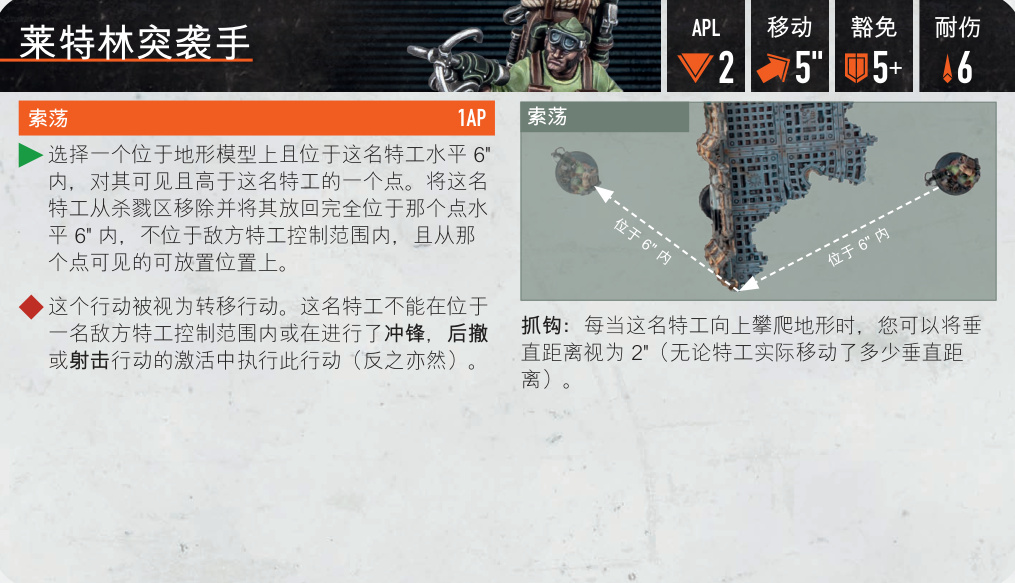 莱特林突袭手
APL
2
移动
5"
豁免
5+
耐伤
6
索荡
1AP
选择一个位于地形模型上且位于这名特工水平 6"
内，对其可见且高于这名特工的一个点。将这名
特工从杀戮区移除并将其放回完全位于那个点水
平 6" 内，不位于敌方特工控制范围内，且从那
个点可见的可放置位置上。
这个行动被视为转移行动。这名特工不能在位于
一名敌方特工控制范围内或在进行了冲锋，后撤
或射击行动的激活中执行此行动（反之亦然）。
索荡
位于 6" 内
位于 6" 内
抓钩：每当这名特工向上攀爬地形时，您可以将垂
直距离视为 2"（无论特工实际移动了多少垂直距
离）。